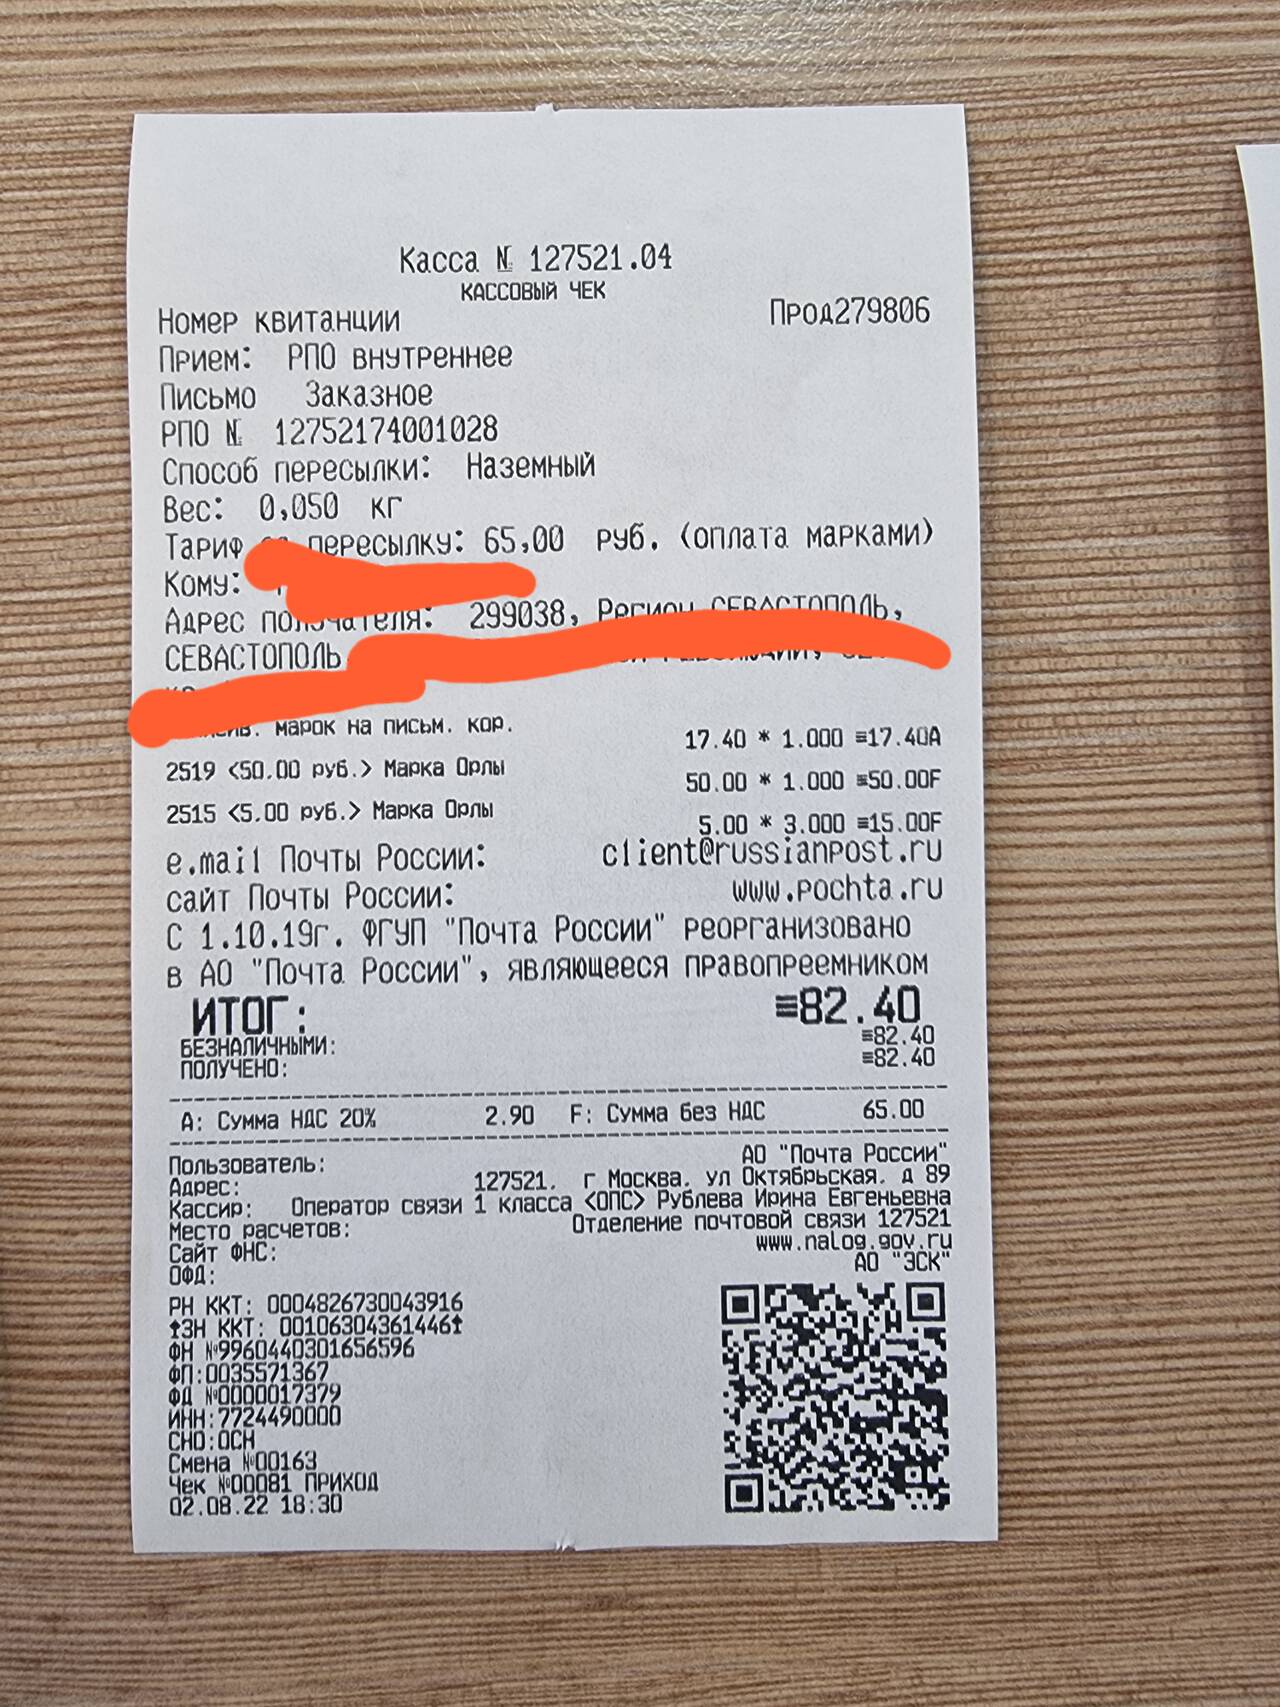 Касса № 127521.04
КАССОВЫЙ ЧЕК
Номер квитанции Прод279806
Прием: РПО внутреннее
Письмо Заказное
РПО № 12752174001028
Способ пересылки: Наземный
Вес: 0,050 кг
Тариф пересылку: 65,00 руб. (оплата марками)
Кому:
Адрес получателя: 299038, Регион СЕВАСТОПОЛЬ,
СЕВАСТОПОЛЬ
марок на письм. кор.
17.40 * 1.000 ≡17.40А
2519 <50.00 руб.> Марка Орлы
50.00 * 1.000 ≡50.00F
2515 <5.00 руб.> Марка Орлы
5.00 * 3.000 ≡15.00F
e.mail Почты России: client@russianpost.ru
сайт Почты России: www.pochta.ru
С 1.10.19г. ФГУП "Почта России" реорганизовано
в АО "Почта России", являющееся правопреемником
ИТОГ: ≡82.40
БЕЗНАЛИЧНЫМИ: ≡82.40
ПОЛУЧЕНО: ≡82.40
А: Сумма НДС 20% 2.90 F: Сумма без НДС 65.00
Пользователь: АО "Почта России"
Адрес: 127521, г Москва, ул Октябрьская, д 89
Кассир: Оператор связи 1 класса <ОПС> Рублева Ирина Евгеньевна
Место расчетов: Отделение почтовой связи 127521
Сайт ФНС: www.nalog.gov.ru
ОФД: АО "ЭСК"
РН ККТ: 0004826730043916
ЗН ККТ: 00106304361446
ФН №9960440301656596
ФП:0035571367
ФД №0000017379
ИНН:7724490000
СНО:ОСН
Смена №00163
Чек №00081 ПРИХОД
02.08.22 18:30